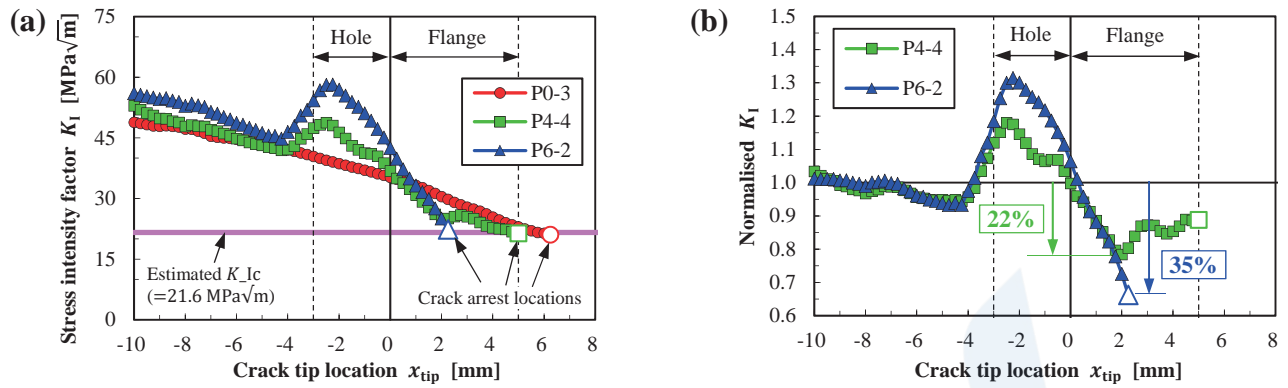 (a)
Stress intensity factor K_I [MPa√m]
75
60
45
30
15
0
Hole
Flange
P0-3
P4-4
P6-2
Estimated K_Ic
(=21.6 MPa√m)
Crack arrest locations
-10 -8 -6 -4 -2 0 2 4 6 8
Crack tip location x_tip [mm]
(b)
Normalised K_I
1.5
1.4
1.3
1.2
1.1
1.0
0.9
0.8
0.7
0.6
Hole
Flange
P4-4
P6-2
22%
35%
-10 -8 -6 -4 -2 0 2 4 6 8
Crack tip location x_tip [mm]